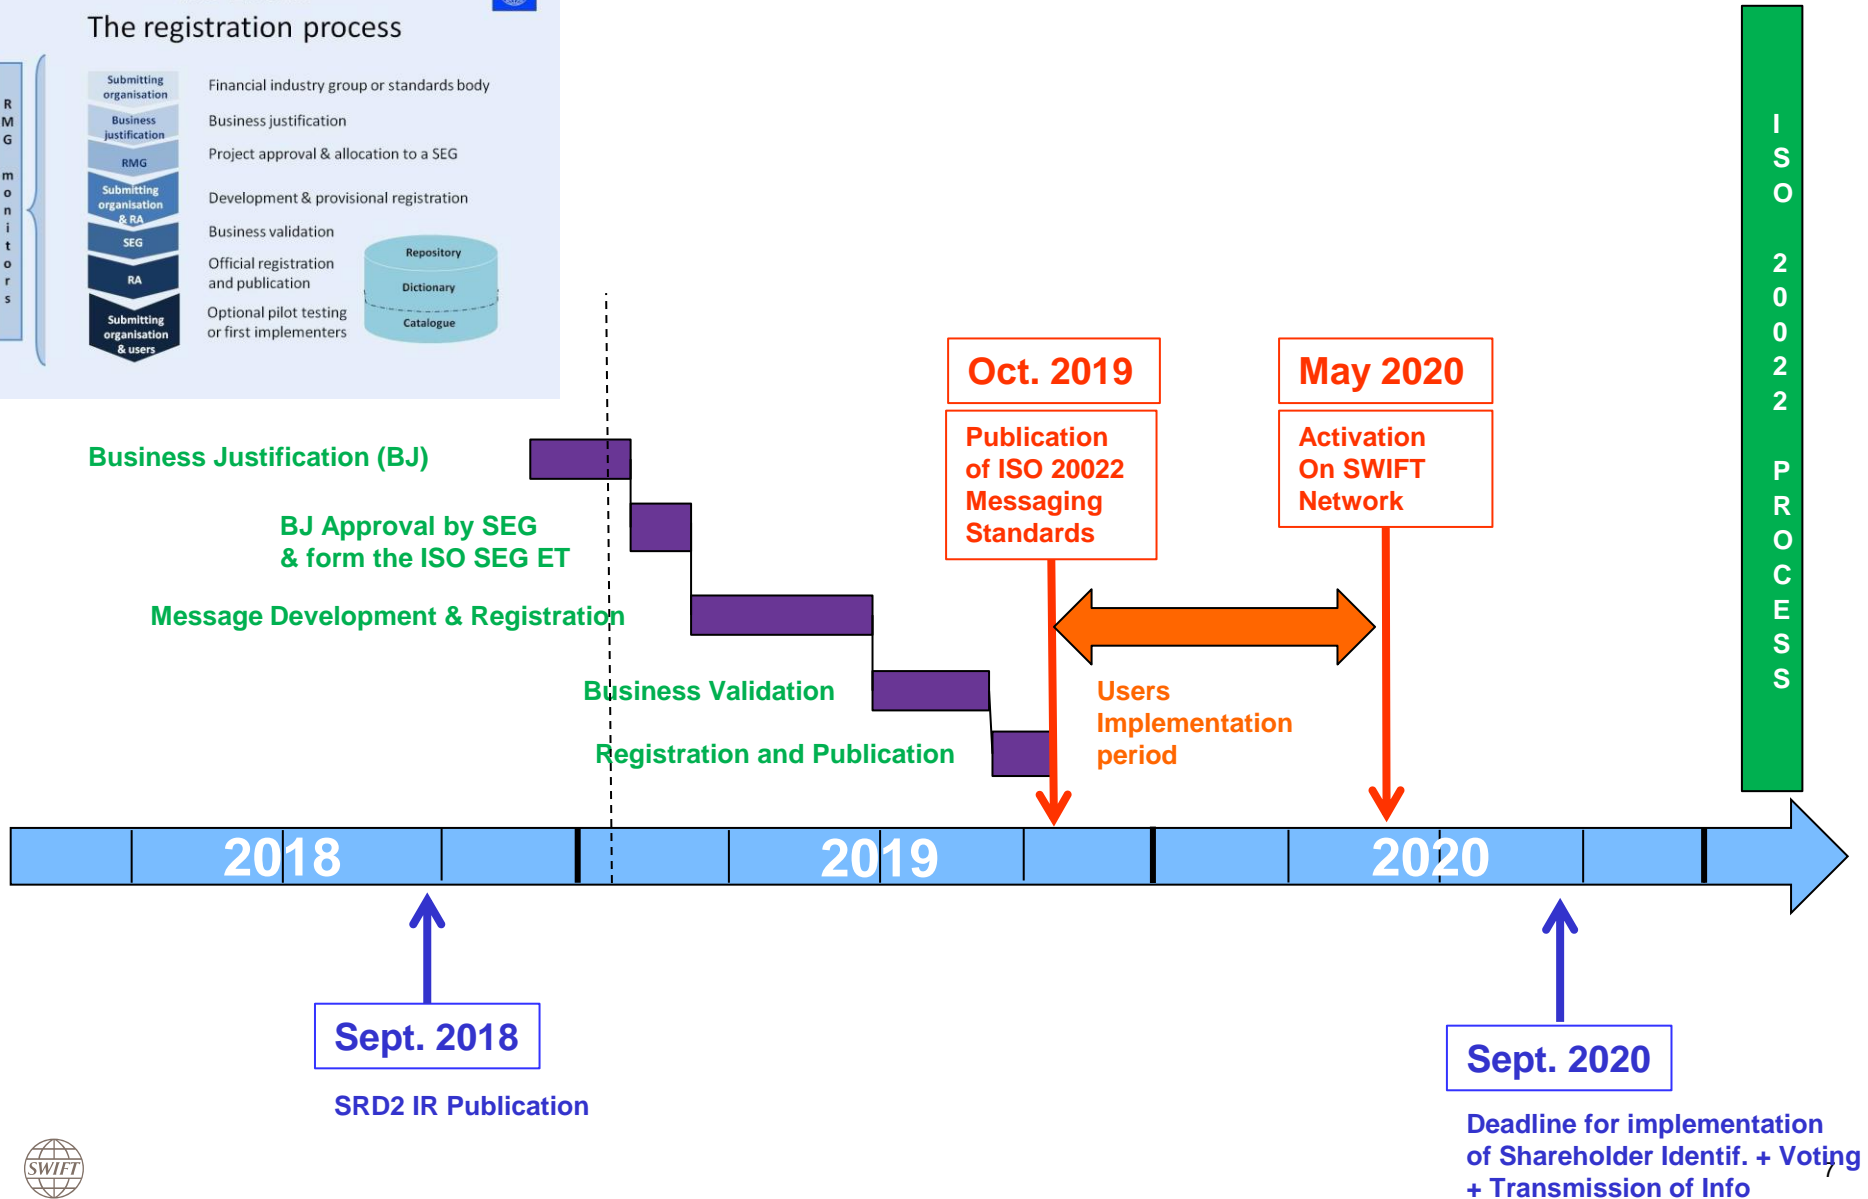 The registration process
RMG monitors
Submitting
organisation
Financial industry group or standards body
Business
justification
Business justification
RMG
Project approval & allocation to a SEG
Submitting
organisation
& RA
Development & provisional registration
SEG
Business validation
RA
Official registration
and publication
Submitting
organisation
& users
Optional pilot testing
or first implementers
Repository
Dictionary
Catalogue
ISO 20022 PROCESS
Oct. 2019
Publication
of ISO 20022
Messaging
Standards
May 2020
Activation
On SWIFT
Network
Business Justification (BJ)
BJ Approval by SEG
& form the ISO SEG ET
Message Development & Registration
Business Validation
Registration and Publication
Users
Implementation
period
2018
2019
2020
Sept. 2018
SRD2 IR Publication
Sept. 2020
Deadline for implementation
of Shareholder Identif. + Voting
+ Transmission of Info
7
SWIFT